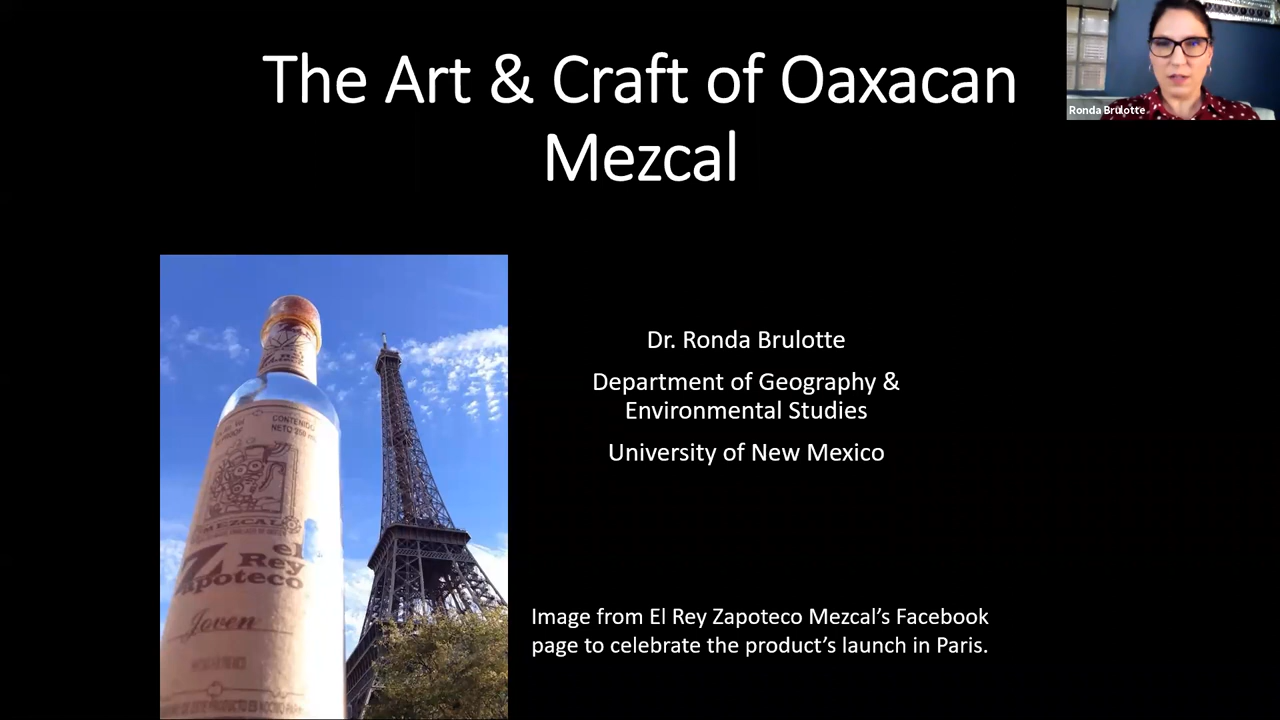 The Art & Craft of Oaxacan
Mezcal
Ronda Brulotte
CONTENIDO
NETO 250 ml
MEZCAL
el
Rey
Zapoteco
Joven
Dr. Ronda Brulotte
Department of Geography &
Environmental Studies
University of New Mexico
Image from El Rey Zapoteco Mezcal’s Facebook
page to celebrate the product’s launch in Paris.